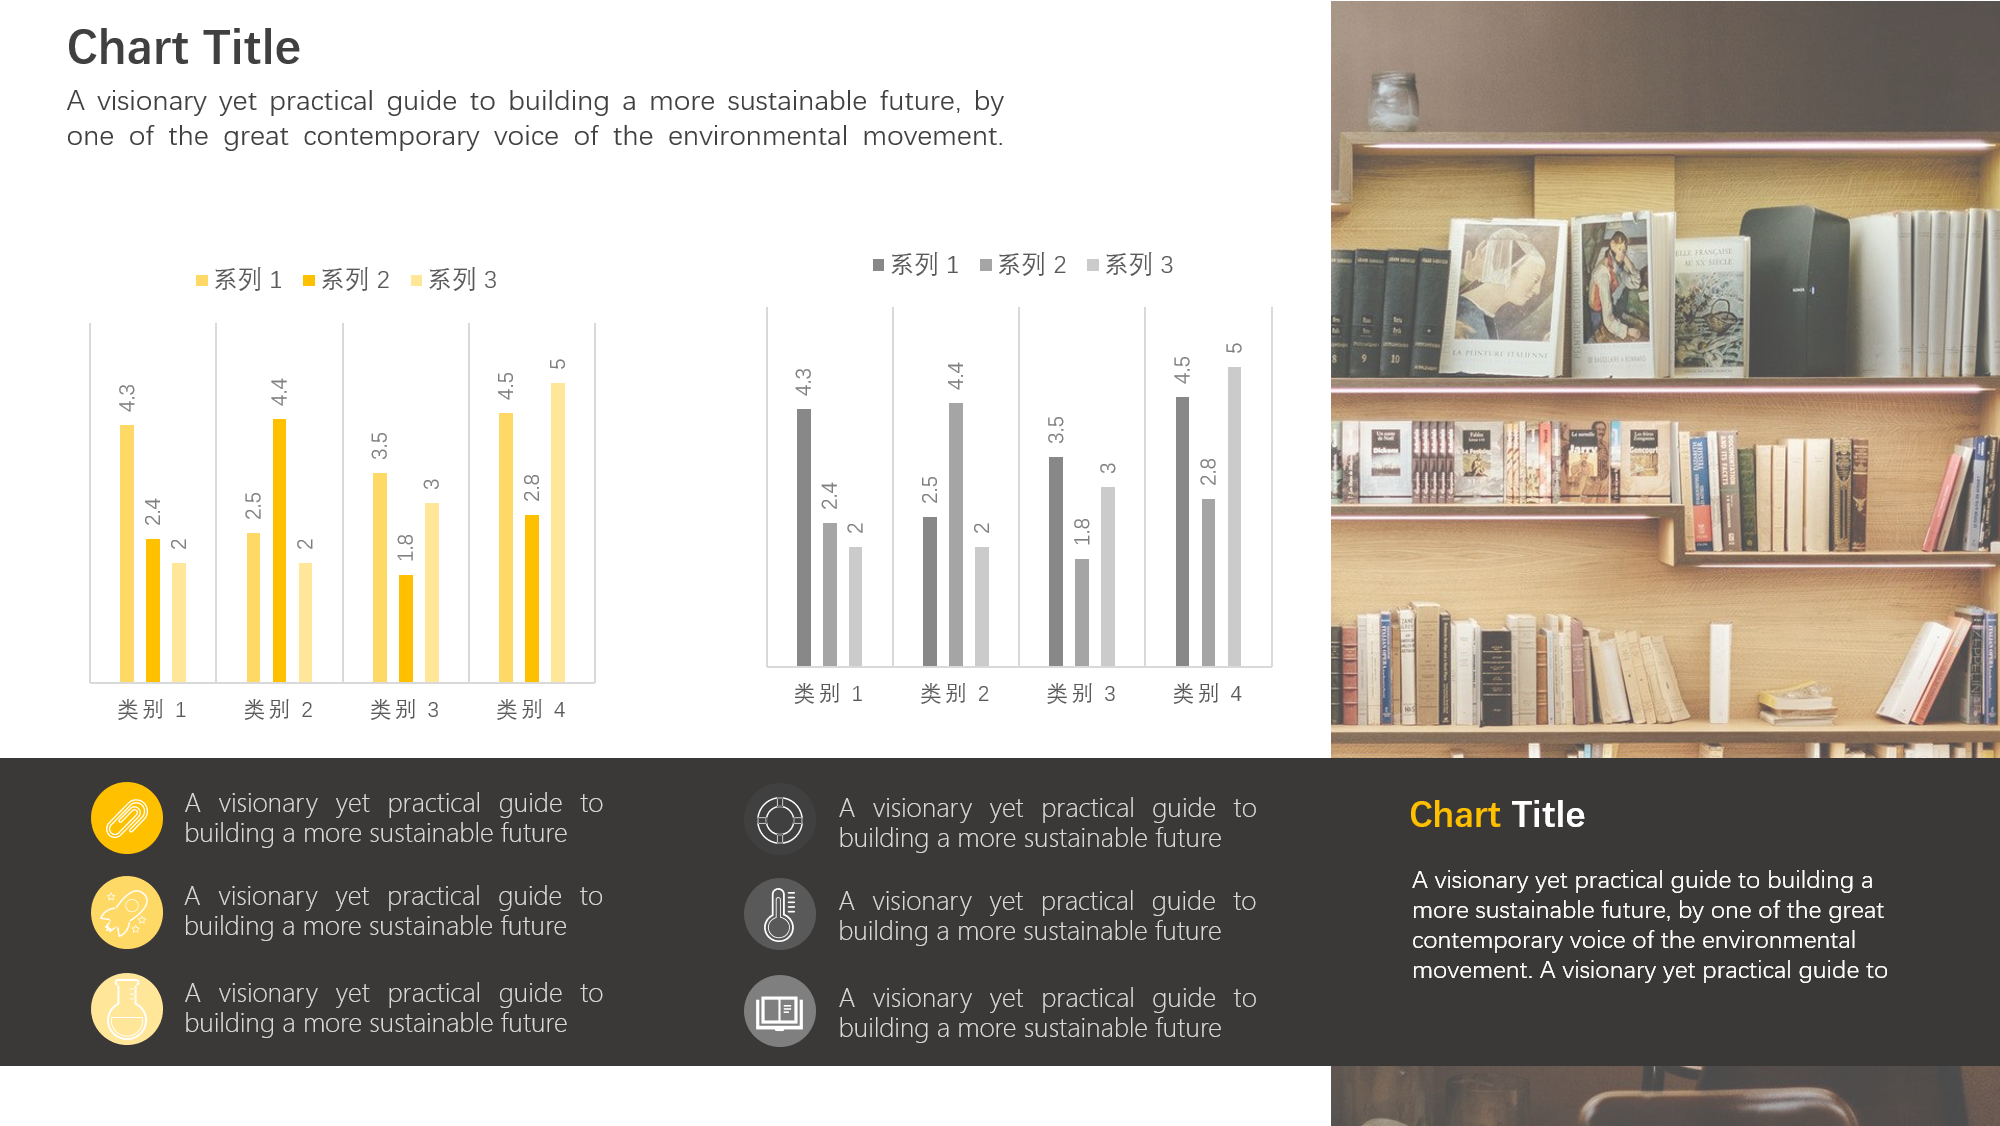 Chart Title
A visionary yet practical guide to building a more sustainable future, by
one of the great contemporary voice of the environmental movement.
系列 1 系列 2 系列 3
4.3
2.4
2
2.5
4.4
2
3.5
1.8
3
4.5
2.8
5
类别 1 类别 2 类别 3 类别 4
系列 1 系列 2 系列 3
4.3
2.4
2
2.5
4.4
2
3.5
1.8
3
4.5
2.8
5
类别 1 类别 2 类别 3 类别 4
LA PEINTURE ITALIENNE
8 9 10
Dickens
Jarry
Goncourt
A visionary yet practical guide to
building a more sustainable future
A visionary yet practical guide to
building a more sustainable future
A visionary yet practical guide to
building a more sustainable future
A visionary yet practical guide to
building a more sustainable future
A visionary yet practical guide to
building a more sustainable future
A visionary yet practical guide to
building a more sustainable future
Chart Title
A visionary yet practical guide to building a
more sustainable future, by one of the great
contemporary voice of the environmental
movement. A visionary yet practical guide to